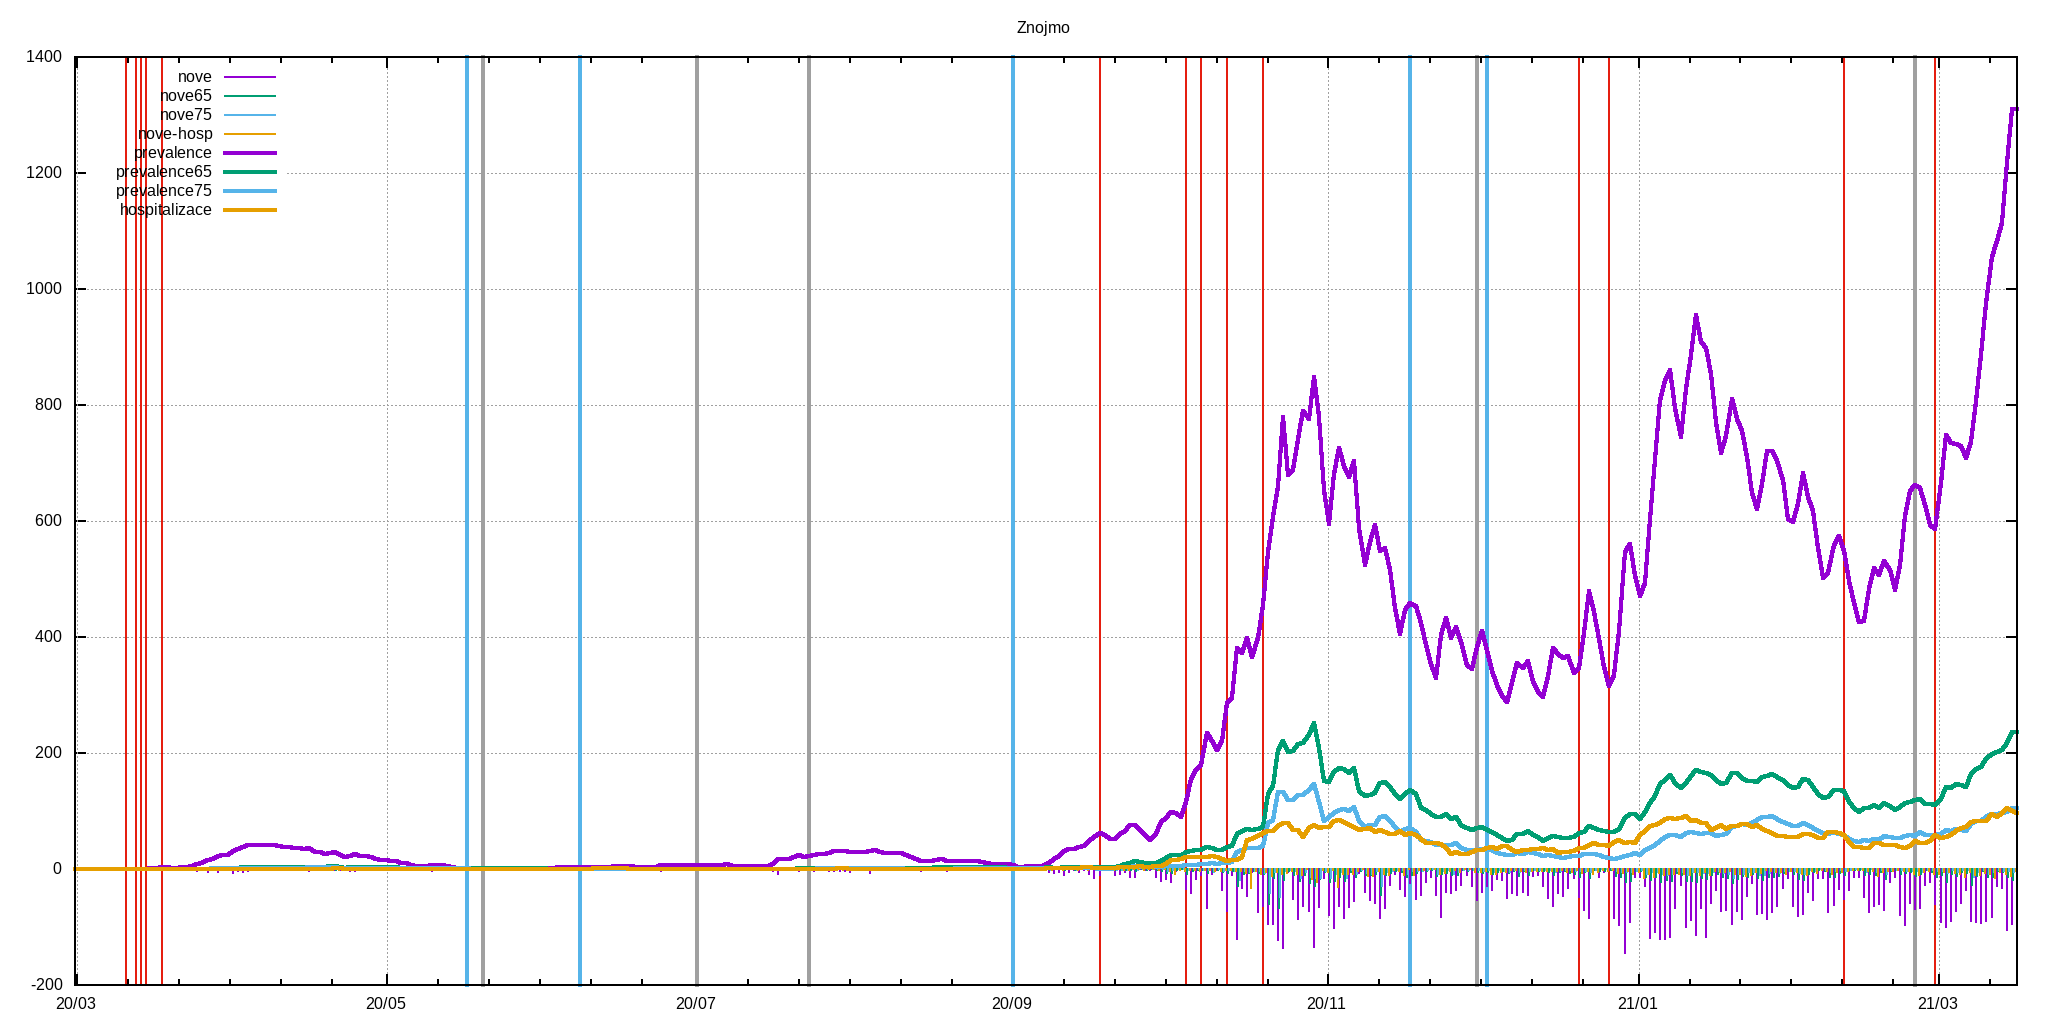 Znojmo
1400
1200
1000
800
600
400
200
0
-200
nove
nove65
nove75
nove-hosp
prevalence
prevalence65
prevalence75
hospitalizace
20/03 20/05 20/07 20/09 20/11 21/01 21/03